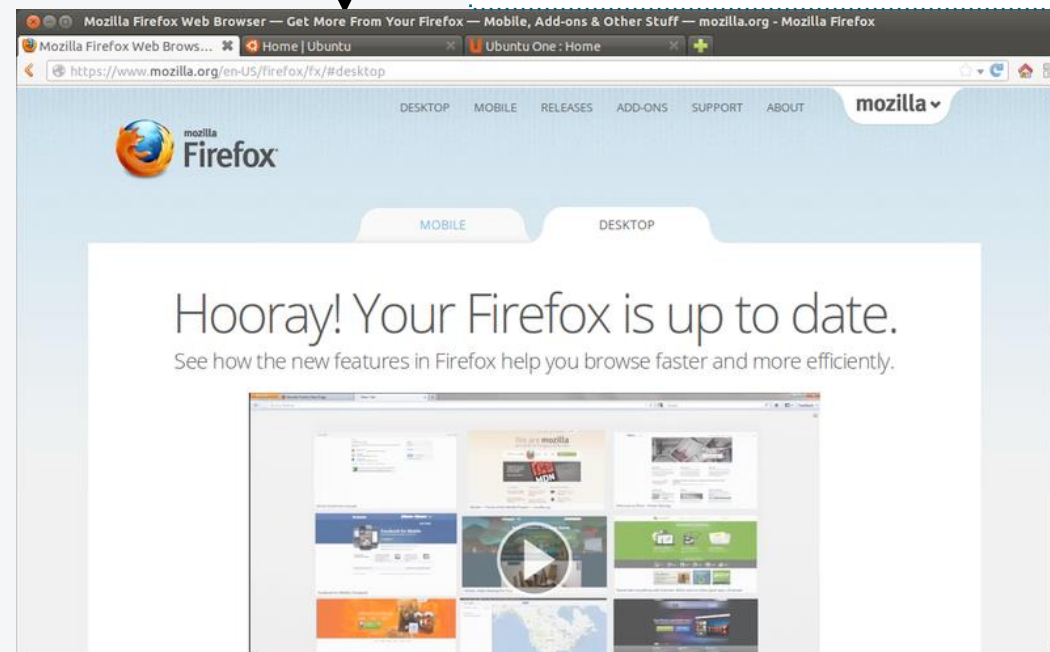 Mozilla Firefox Web Browser — Get More From Your Firefox — Mobile, Add-ons & Other Stuff — mozilla.org - Mozilla Firefox
Mozilla Firefox Web Brows... Home | Ubuntu Ubuntu One : Home
https://www.mozilla.org/en-US/firefox/fx/#desktop
DESKTOP MOBILE RELEASES ADD-ONS SUPPORT ABOUT mozilla
mozilla
Firefox
MOBILE DESKTOP
Hooray! Your Firefox is up to date.
See how the new features in Firefox help you browse faster and more efficiently.
We are mozilla
MDN